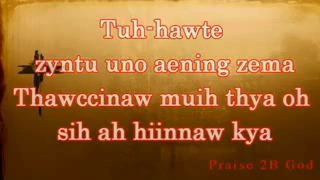 Tuh-hawte
zyntu uno aening zema
Thawccinaw muih thya oh
sih ah hiinnaw kya
Praise 2B God